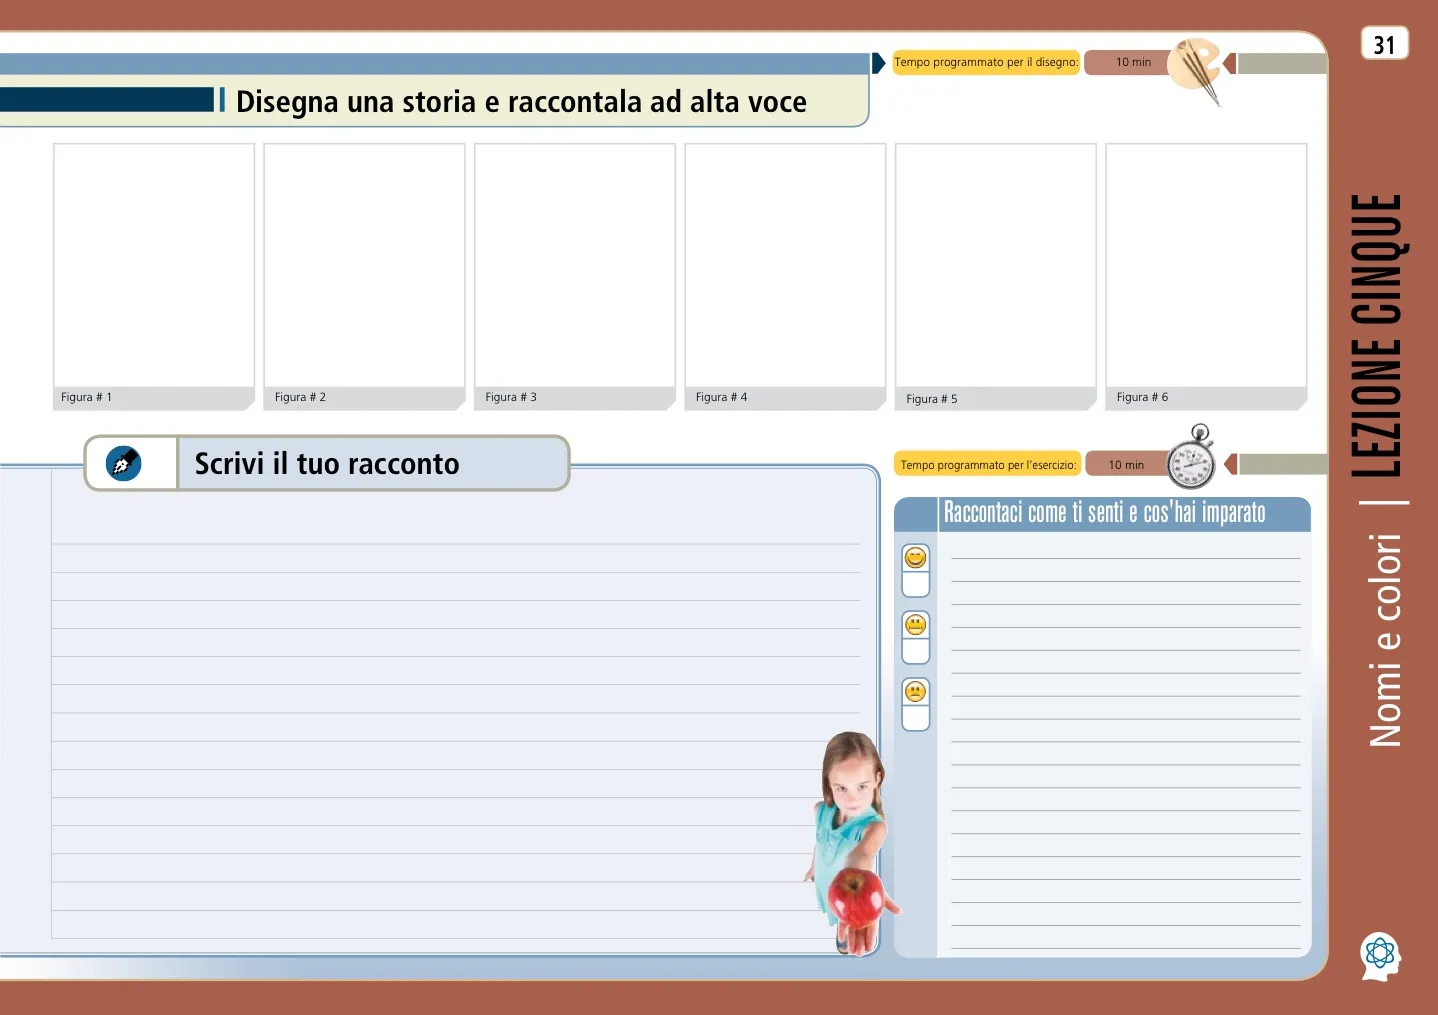 31
Tempo programmato per il disegno:
10 min
Disegna una storia e raccontala ad alta voce
Figura # 1
Figura # 2
Figura # 3
Figura # 4
Figura # 5
Figura # 6
Scrivi il tuo racconto
Tempo programmato per l'esercizio:
10 min
Raccontaci come ti senti e cos'hai imparato
Nomi e colori | LEZIONE CINQUE